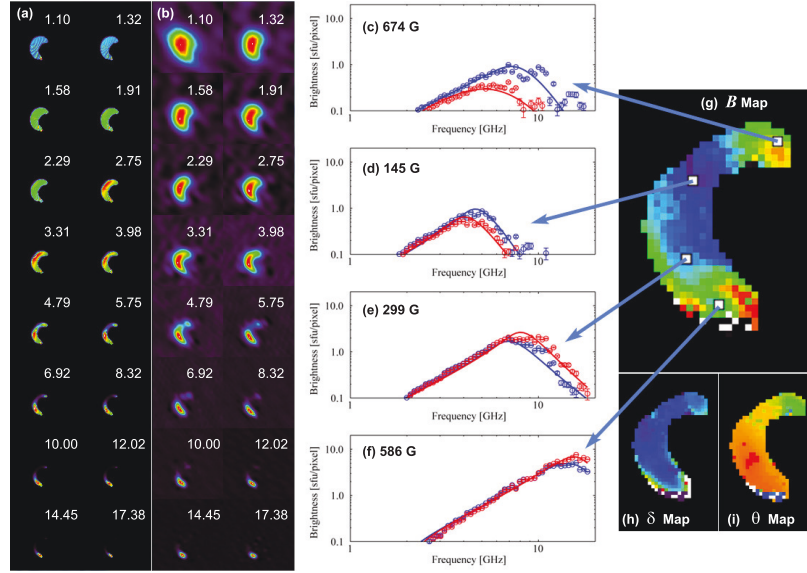 (a)
1.10 1.32
1.58 1.91
2.29 2.75
3.31 3.98
4.79 5.75
6.92 8.32
10.00 12.02
14.45 17.38
(b)
1.10 1.32
1.58 1.91
2.29 2.75
3.31 3.98
4.79 5.75
6.92 8.32
10.00 12.02
14.45 17.38
(c) 674 G
Brightness [sfu/pixel]
10.0
1.0
0.1
1
10
Frequency [GHz]
(d) 145 G
Brightness [sfu/pixel]
10.0
1.0
0.1
1
10
Frequency [GHz]
(e) 299 G
Brightness [sfu/pixel]
10.0
1.0
0.1
1
10
Frequency [GHz]
(f) 586 G
Brightness [sfu/pixel]
10.0
1.0
0.1
1
10
Frequency [GHz]
(g) B Map
(h) δ Map
(i) θ Map